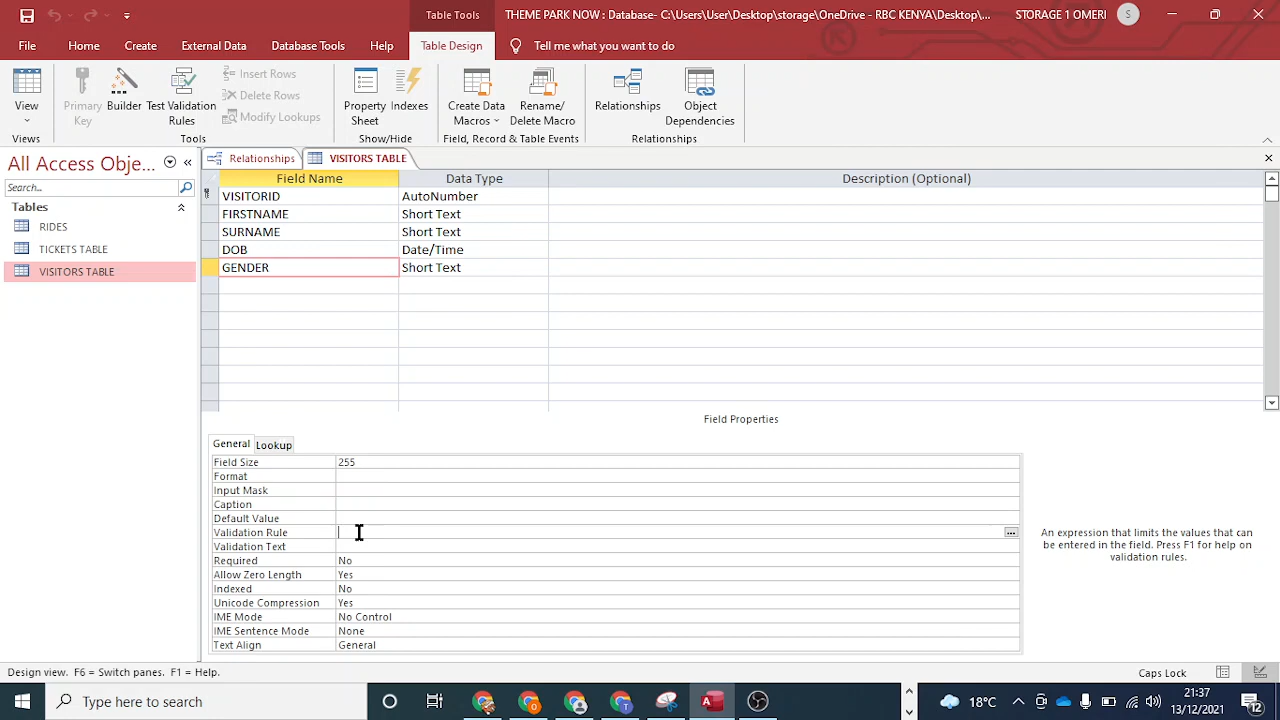 Table Tools
THEME PARK NOW : Database- C:\Users\User\Desktop\storage\OneDrive - RBC KENYA\Desktop\...
STORAGE 1 OMERI
S
File
Home
Create
External Data
Database Tools
Help
Table Design
Tell me what you want to do
View
Primary Key
Builder
Test Validation Rules
Insert Rows
Delete Rows
Modify Lookups
Property Sheet
Indexes
Create Data Macros
Rename/ Delete Macro
Relationships
Object Dependencies
Views
Tools
Show/Hide
Field, Record & Table Events
Relationships
All Access Obje...
Search...
Tables
RIDES
TICKETS TABLE
VISITORS TABLE
Relationships
VISITORS TABLE
Field Name Data Type Description (Optional)
VISITORID AutoNumber
FIRSTNAME Short Text
SURNAME Short Text
DOB Date/Time
GENDER Short Text
Field Properties
General Lookup
Field Size 255
Format
Input Mask
Caption
Default Value
Validation Rule
Validation Text
Required No
Allow Zero Length Yes
Indexed No
Unicode Compression Yes
IME Mode No Control
IME Sentence Mode None
Text Align General
An expression that limits the values that can
be entered in the field. Press F1 for help on
validation rules.
Design view. F6 = Switch panes. F1 = Help.
Caps Lock
Type here to search
18°C
21:37
13/12/2021
12